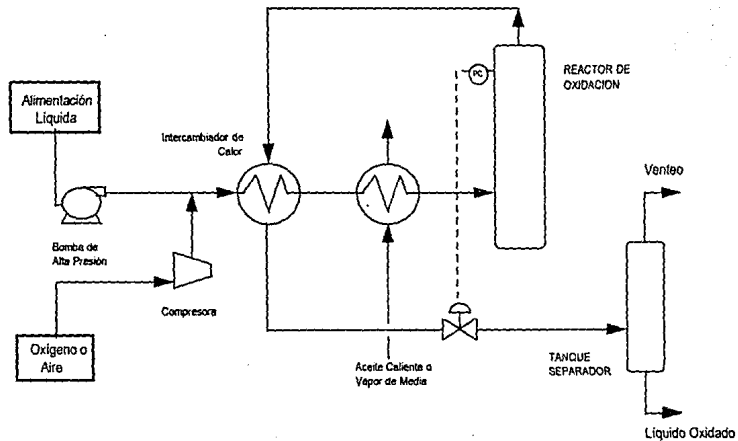 Alimentación
Líquida
Bomba de
Alta Presión
Oxígeno o
Aire
Compresora
Intercambiador de
Calor
Aceite Caliente o
Vapor de Media
PC
REACTOR DE
OXIDACION
TANQUE
SEPARADOR
Venteo
Líquido Oxidado